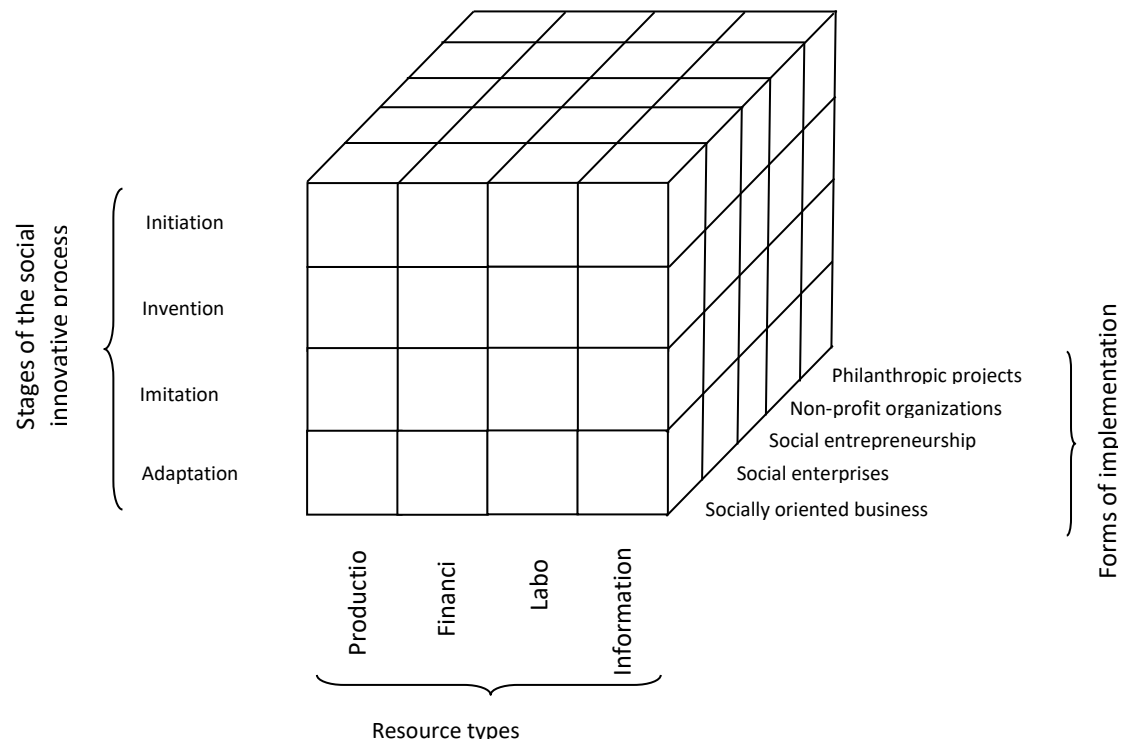 Stages of the social
innovative process
Initiation
Invention
Imitation
Adaptation
Philanthropic projects
Non-profit organizations
Social entrepreneurship
Social enterprises
Socially oriented business
Forms of implementation
Productio
Financi
Labo
Information
Resource types